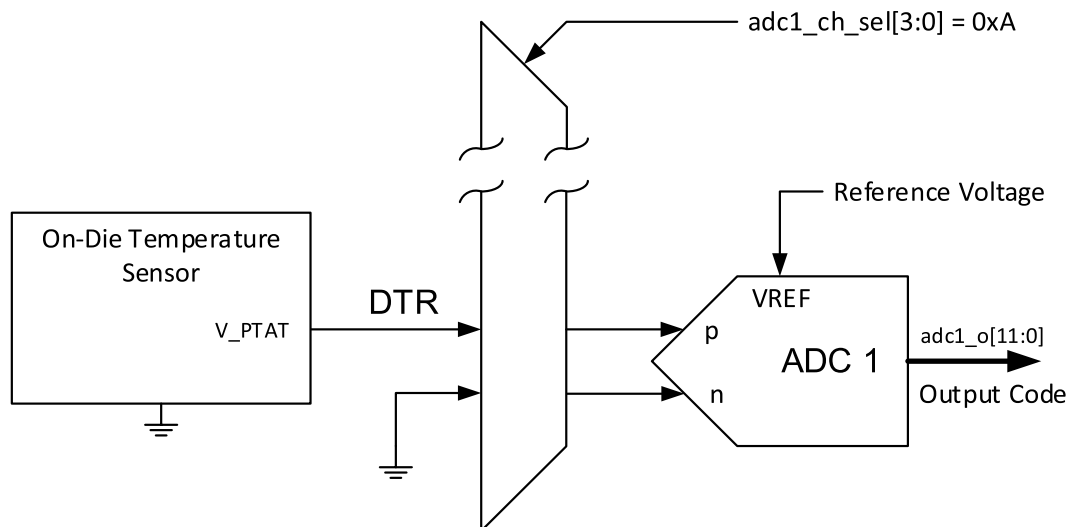 adc1_ch_sel[3:0] = 0xA
Reference Voltage
On-Die Temperature
Sensor
V_PTAT
DTR
VREF
p
ADC 1
n
adc1_o[11:0]
Output Code